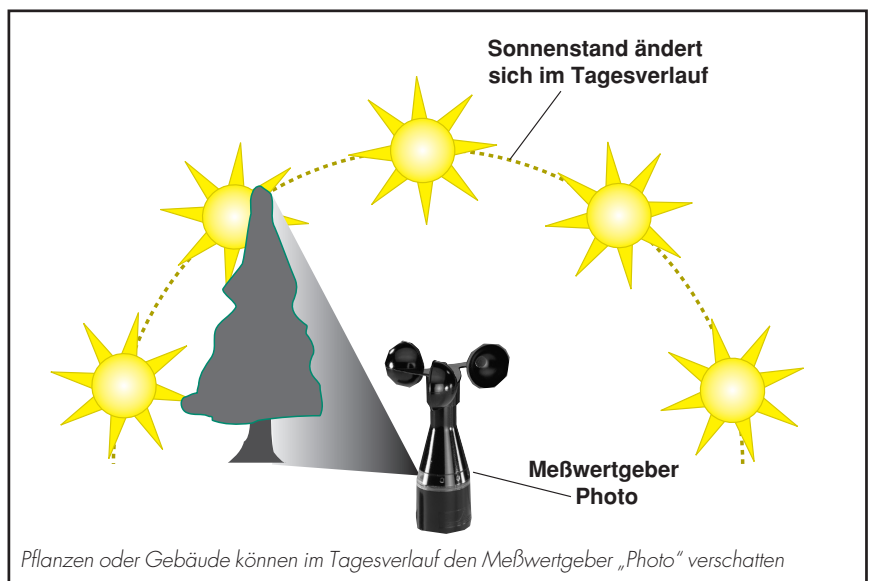 Sonnenstand ändert
sich im Tagesverlauf
Meßwertgeber
Photo
Pflanzen oder Gebäude können im Tagesverlauf den Meßwertgeber „Photo“ verschatten